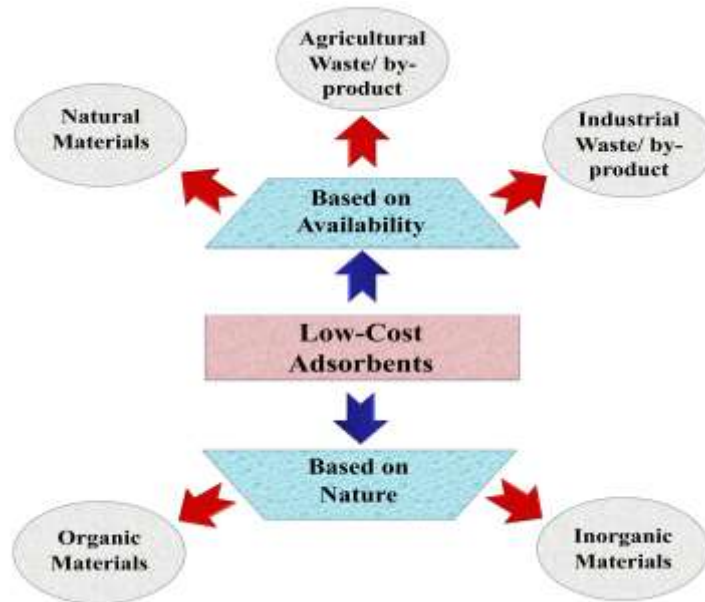 Agricultural
Waste/ by-
product
Natural
Materials
Industrial
Waste/ by-
product
Based on
Availability
Low-Cost
Adsorbents
Based on
Nature
Organic
Materials
Inorganic
Materials